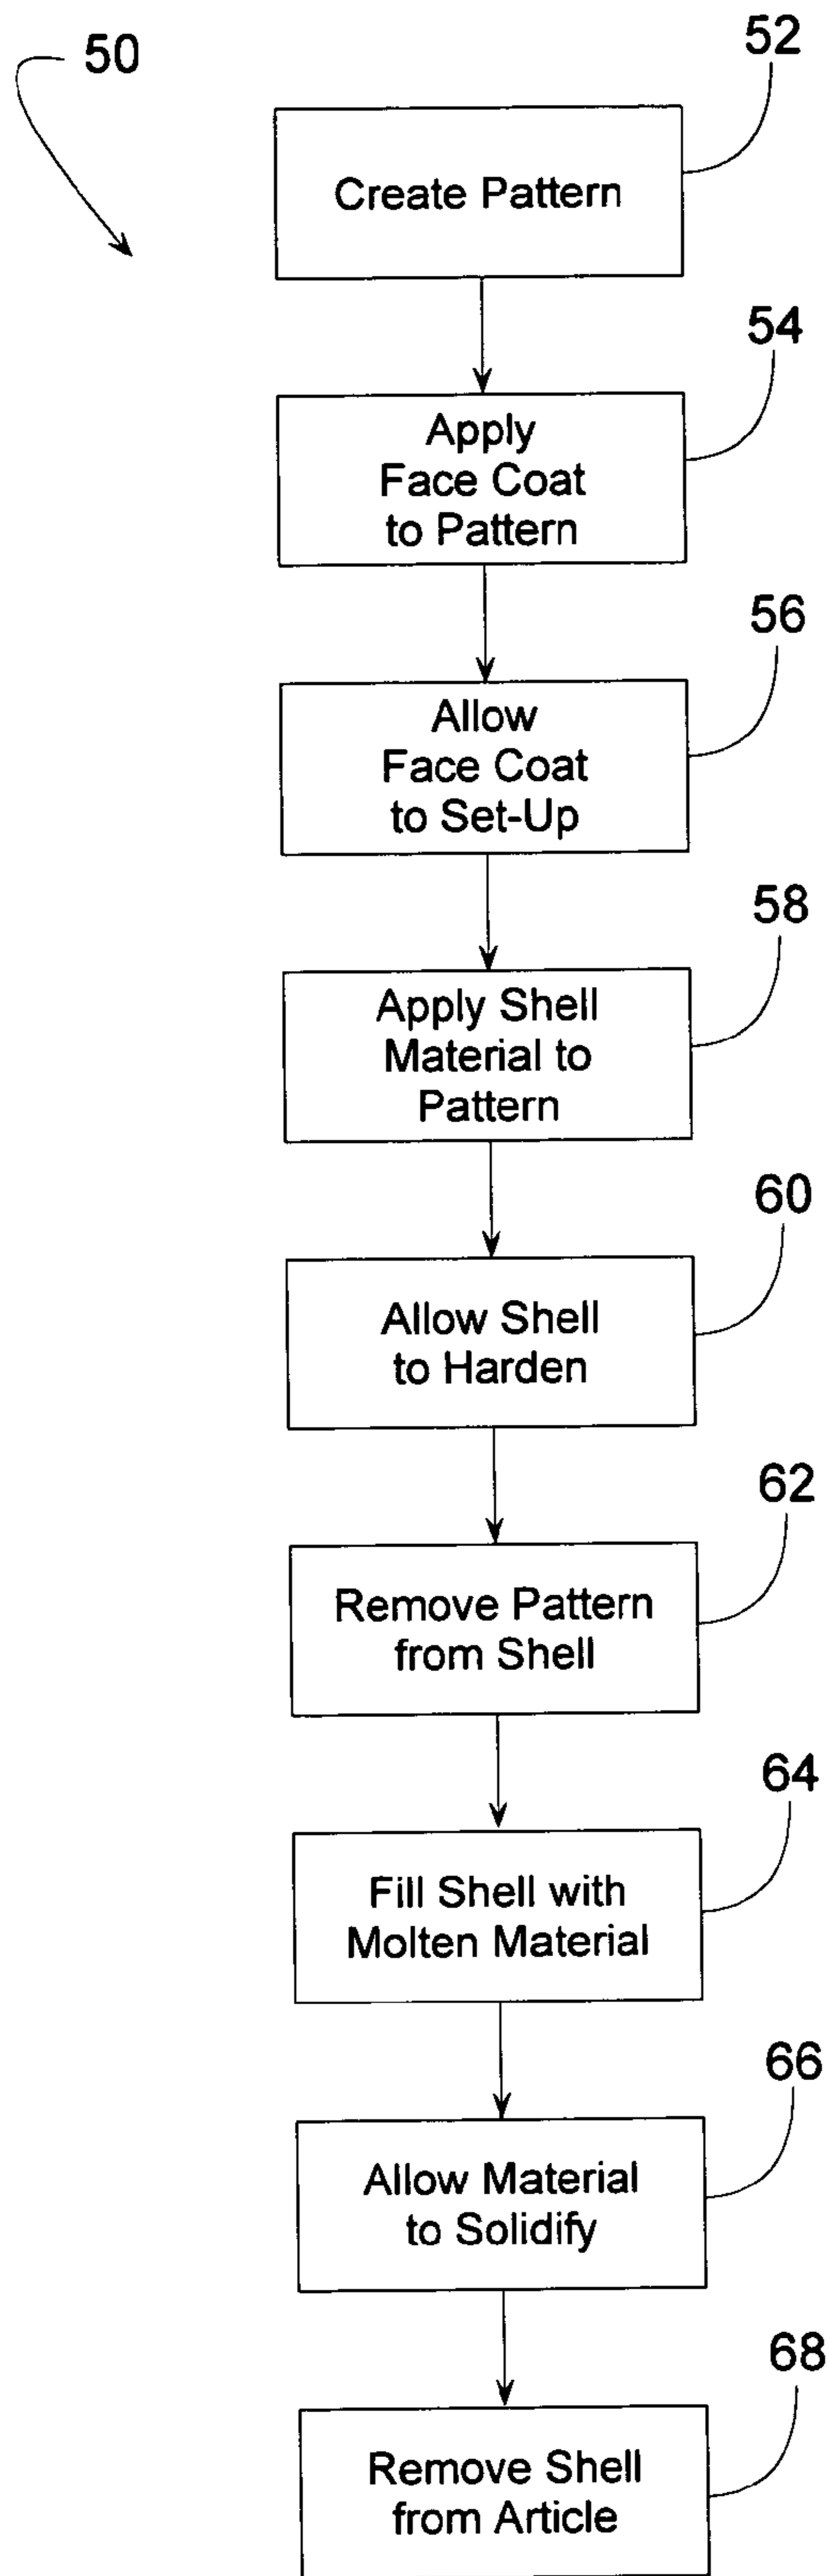 50
52
Create Pattern
54
Apply
Face Coat
to Pattern
56
Allow
Face Coat
to Set-Up
58
Apply Shell
Material to
Pattern
60
Allow Shell
to Harden
62
Remove Pattern
from Shell
64
Fill Shell with
Molten Material
66
Allow Material
to Solidify
68
Remove Shell
from Article